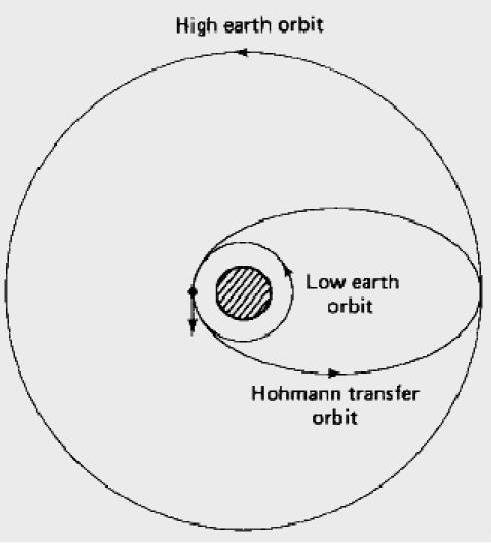 High earth orbit
Low earth
orbit
Hohmann transfer
orbit